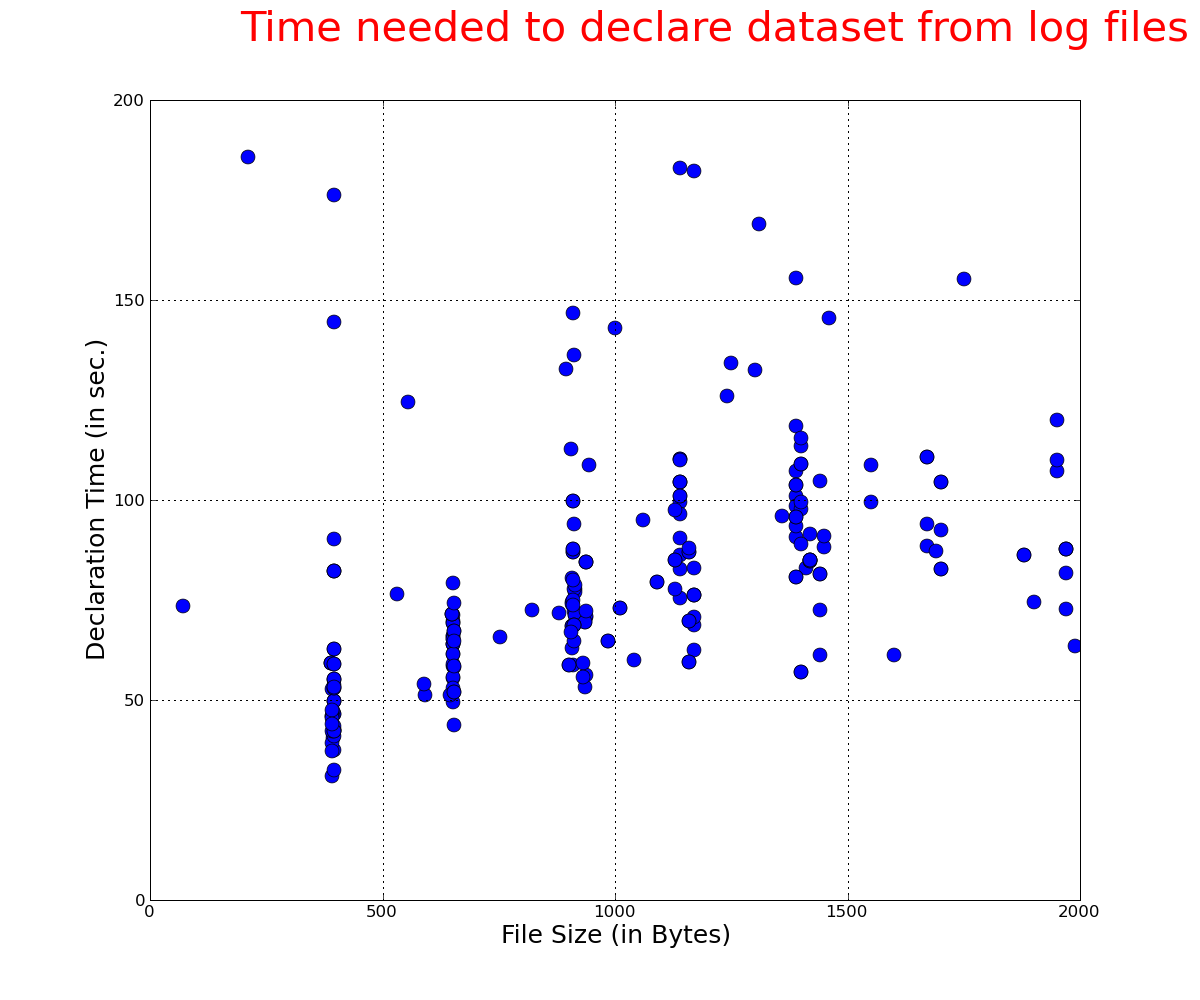 Time needed to declare dataset from log files
200
150
100
50
0
Declaration Time (in sec.)
0 500 1000 1500 2000
File Size (in Bytes)